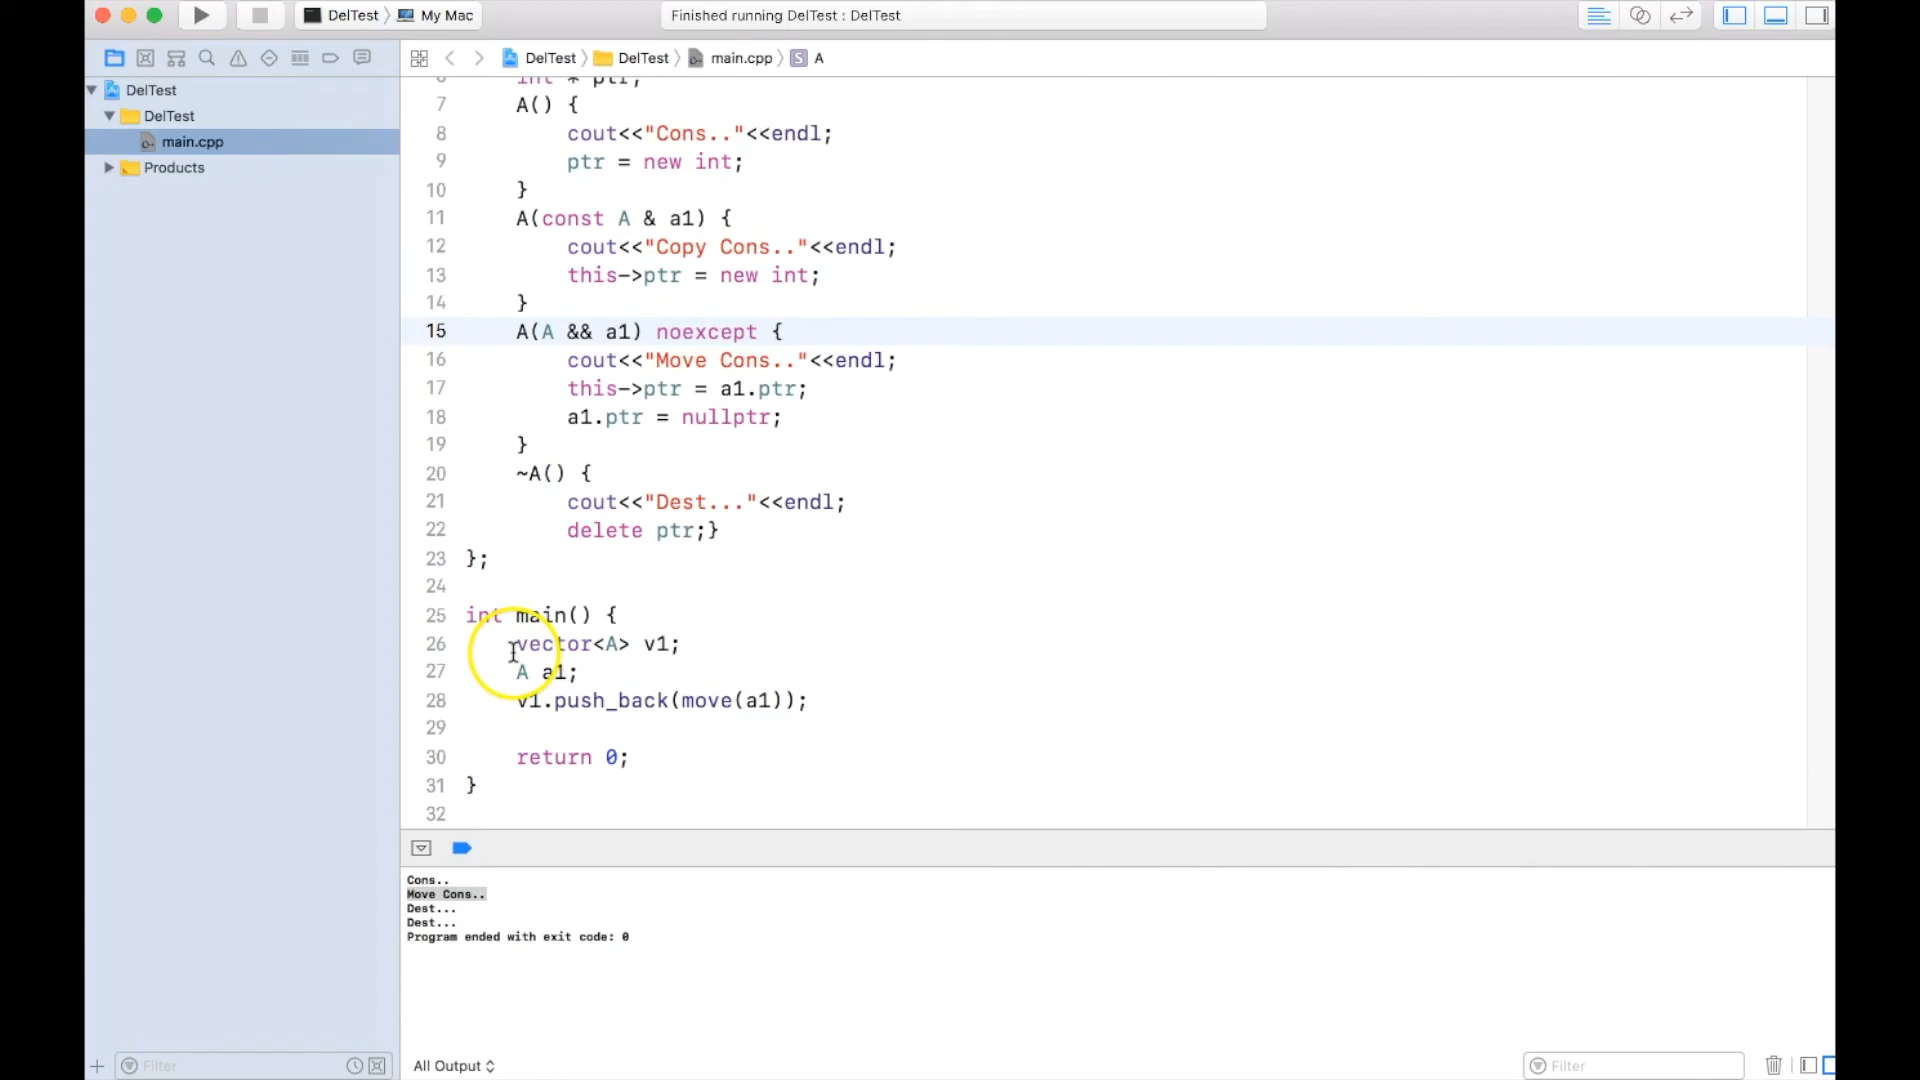 DelTest 〉 My Mac
Finished running DelTest : DelTest
DelTest 〉 DelTest 〉 main.cpp 〉 S A
DelTest
DelTest
main.cpp
Products
6 int * ptr;
7 A() {
8 cout<<"Cons.."<<endl;
9 ptr = new int;
10 }
11 A(const A & a1) {
12 cout<<"Copy Cons.."<<endl;
13 this->ptr = new int;
14 }
15 A(A && a1) noexcept {
16 cout<<"Move Cons.."<<endl;
17 this->ptr = a1.ptr;
18 a1.ptr = nullptr;
19 }
20 ~A() {
21 cout<<"Dest..."<<endl;
22 delete ptr;}
23 };
24
25 int main() {
26 vector<A> v1;
27 A a1;
28 v1.push_back(move(a1));
29
30 return 0;
31 }
32
Cons..
Move Cons..
Dest...
Dest...
Program ended with exit code: 0
Filter
All Output
Filter